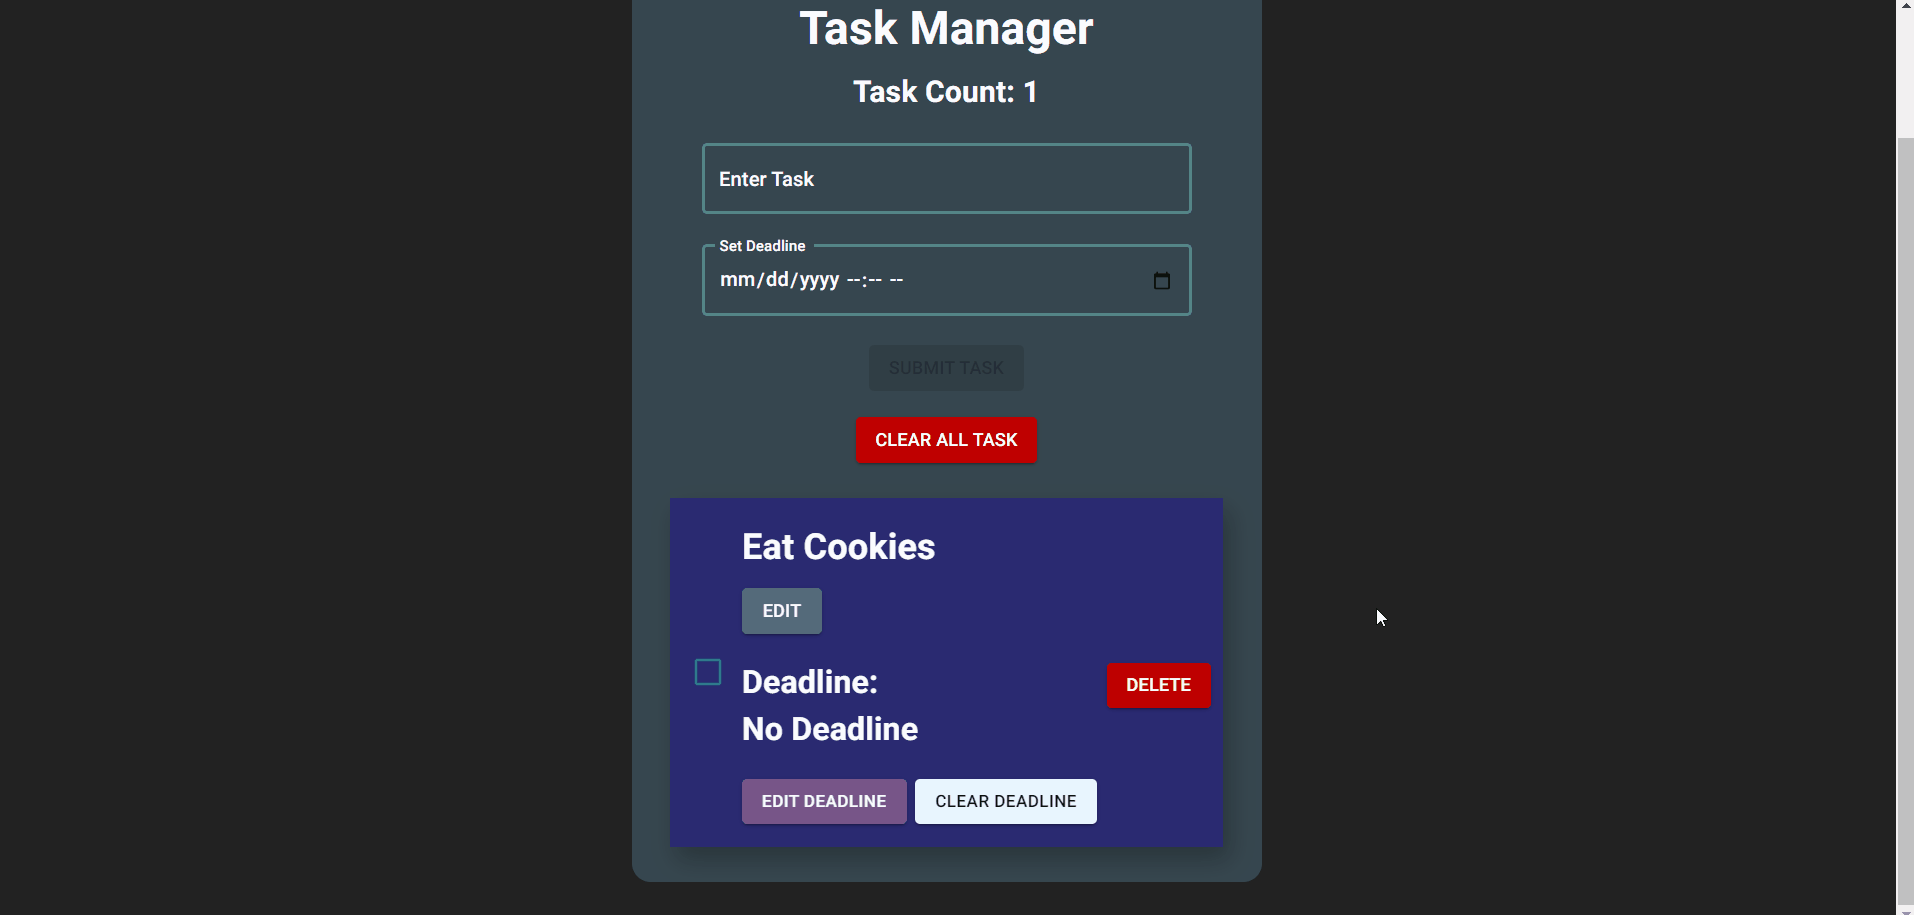 Task Manager
Task Count: 1
Enter Task
Set Deadline
mm/dd/yyyy --:-- --
SUBMIT TASK
CLEAR ALL TASK
Eat Cookies
EDIT
Deadline:
DELETE
No Deadline
EDIT DEADLINE CLEAR DEADLINE